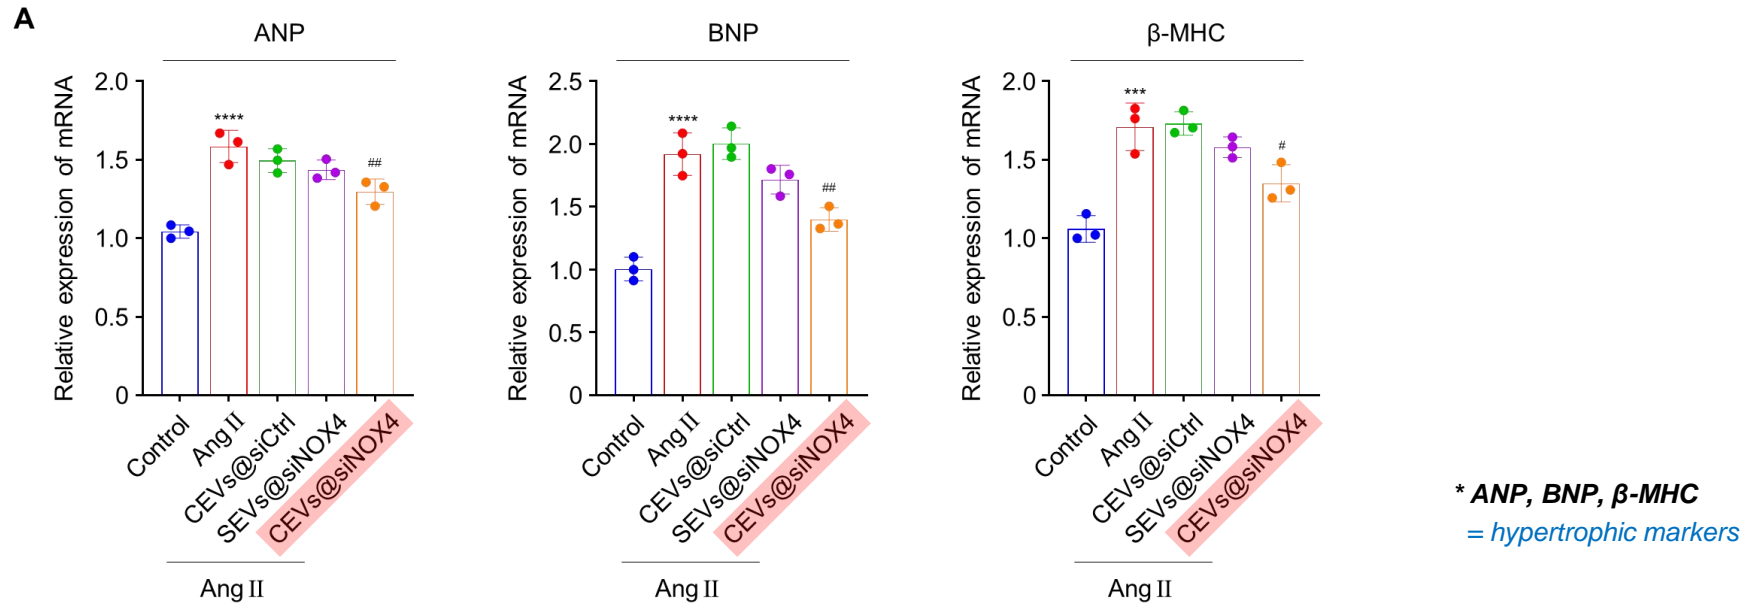 A
ANP
Relative expression of mRNA
2.0
1.5
1.0
0.5
0
****
##
Control
Ang II
CEVs@siCtrl
SEVs@siNOX4
CEVs@siNOX4
Ang II
BNP
Relative expression of mRNA
2.5
2.0
1.5
1.0
0.5
0
****
##
Control
Ang II
CEVs@siCtrl
SEVs@siNOX4
CEVs@siNOX4
Ang II
β-MHC
Relative expression of mRNA
2.0
1.5
1.0
0.5
0
***
#
Control
Ang II
CEVs@siCtrl
SEVs@siNOX4
CEVs@siNOX4
Ang II
* ANP, BNP, β-MHC
= hypertrophic markers